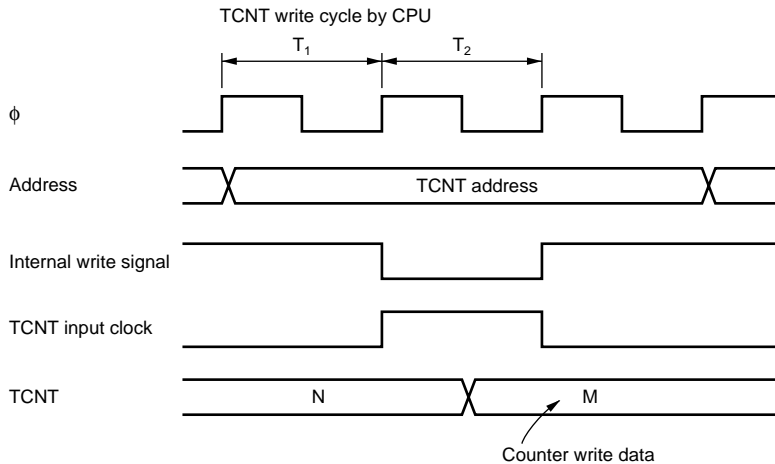 TCNT write cycle by CPU
T1 T2
ϕ
Address TCNT address
Internal write signal
TCNT input clock
TCNT N M
Counter write data